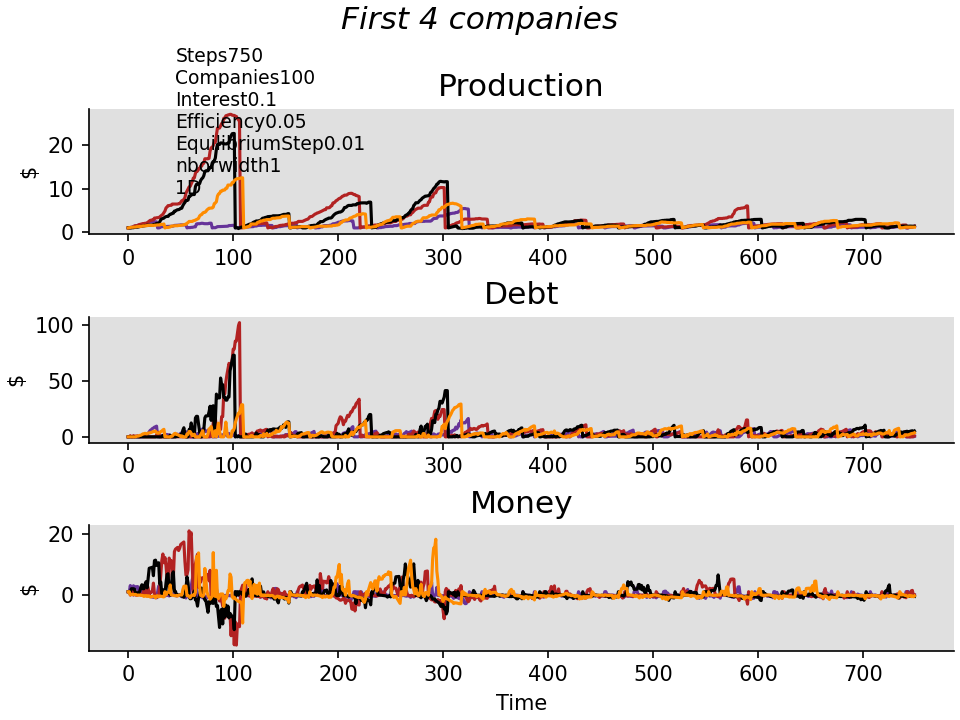 First 4 companies
Steps750
Companies100
Interest0.1
Efficiency0.05
EquilibriumStep0.01
nborwidth1
1D
Production
$
20
10
0
0 100 200 300 400 500 600 700
Debt
$
100
50
0
0 100 200 300 400 500 600 700
Money
$
20
0
0 100 200 300 400 500 600 700
Time